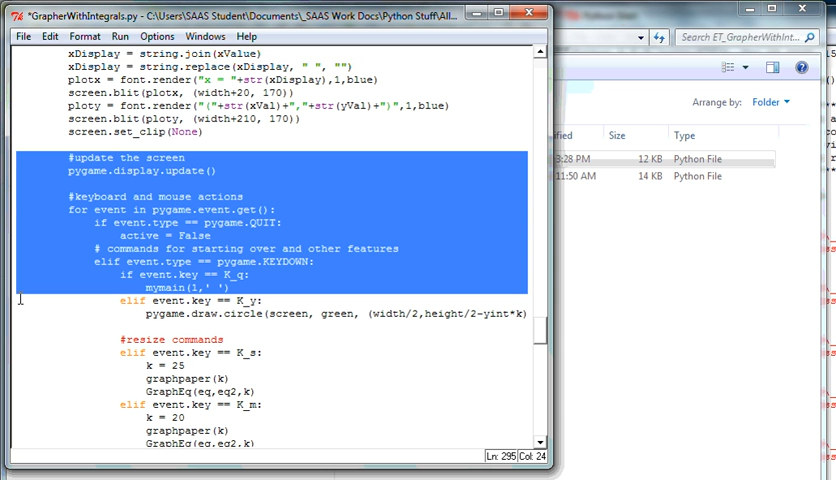 *GrapherWithIntegrals.py - C:\Users\SAAS Student\Documents\_SAAS Work Docs\Python Stuff\All...
File Edit Format Run Options Windows Help
xDisplay = string.join(xValue)
xDisplay = string.replace(xDisplay, " ", "")
plotx = font.render("x = "+str(xDisplay),1,blue)
screen.blit(plotx, (width+20, 170))
ploty = font.render("("+str(xVal)+","+str(yVal)+")",1,blue)
screen.blit(ploty, (width+210, 170))
screen.set_clip(None)
#update the screen
pygame.display.update()
#keyboard and mouse actions
for event in pygame.event.get():
if event.type == pygame.QUIT:
active = False
# commands for starting over and other features
elif event.type == pygame.KEYDOWN:
if event.key == K_q:
mymain(1,' ')
elif event.key == K_y:
pygame.draw.circle(screen, green, (width/2,height/2-yint*k)
#resize commands
elif event.key == K_s:
k = 25
graphpaper(k)
GraphEq(eq,eq2,k)
elif event.key == K_m:
k = 20
graphpaper(k)
GraphEq(eq,eq2,k)
Ln: 295 Col: 24
Search ET_GrapherWithInt...
Arrange by: Folder
ified Size Type
3:28 PM 12 KB Python File
11:50 AM 14 KB Python File